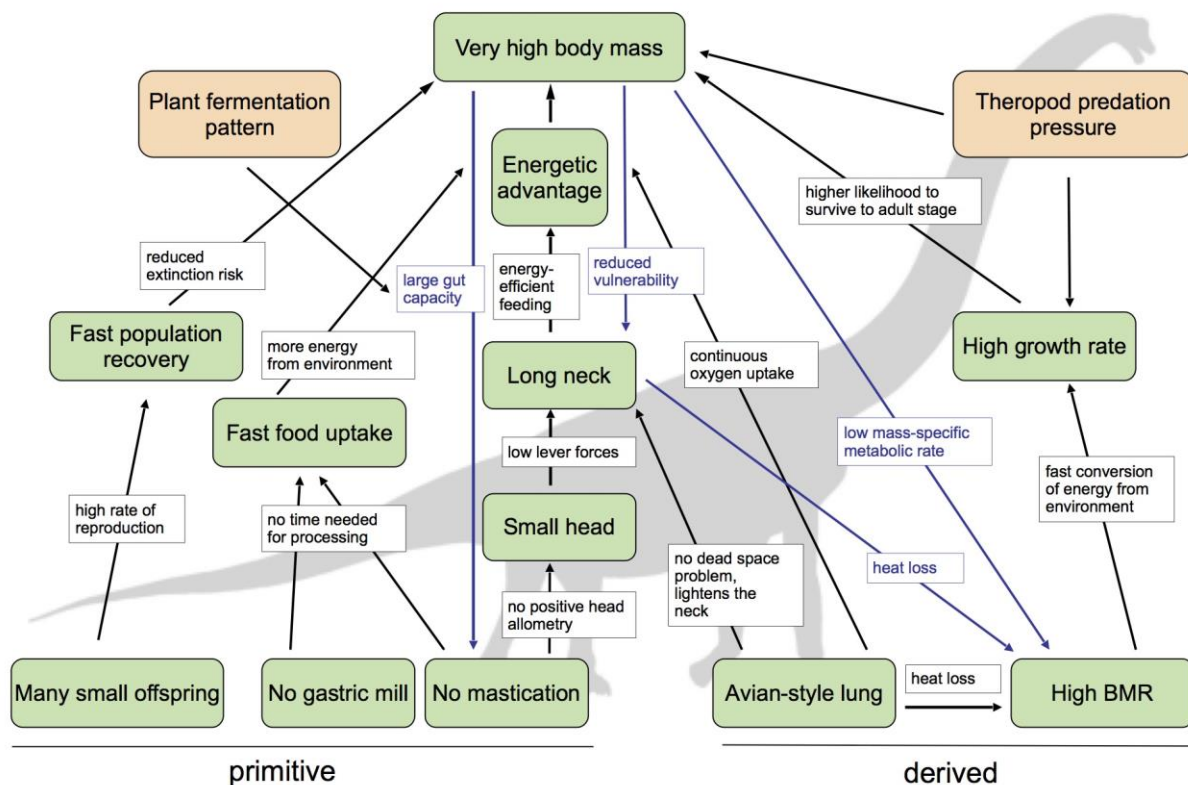 Very high body mass
Plant fermentation
pattern
Theropod predation
pressure
Energetic
advantage
higher likelihood to
survive to adult stage
reduced
extinction risk
large gut
capacity
energy-
efficient
feeding
reduced
vulnerability
Fast population
recovery
more energy
from environment
Long neck
continuous
oxygen uptake
High growth rate
Fast food uptake
low lever forces
low mass-specific
metabolic rate
high rate of
reproduction
no time needed
for processing
Small head
fast conversion
of energy from
environment
no dead space
problem,
lightens the
neck
heat loss
no positive head
allometry
Many small offspring
No gastric mill
No mastication
Avian-style lung
heat loss
High BMR
primitive
derived